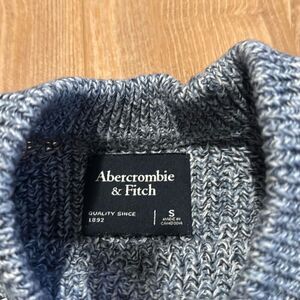 Abercrombie
& Fitch
QUALITY SINCE
1892
S
MADE IN
CAMBODIA